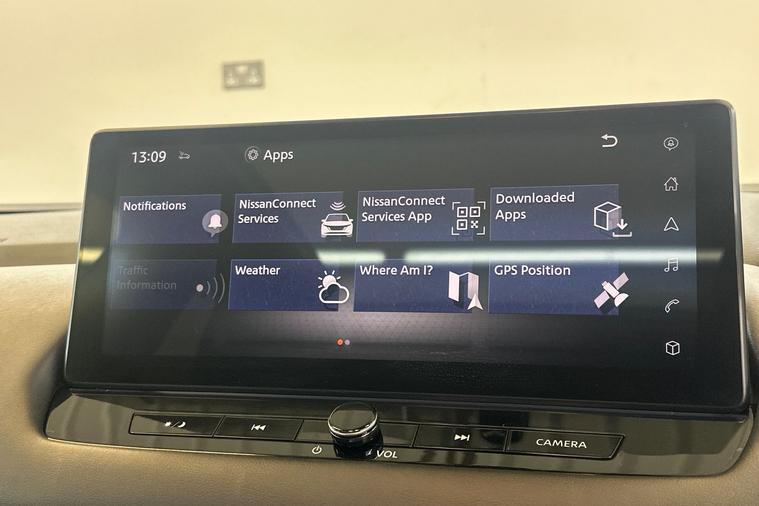 13:09
Apps
Notifications
NissanConnect
Services
NissanConnect
Services App
Downloaded
Apps
Traffic
Information
Weather
Where Am I?
GPS Position
VOL
CAMERA